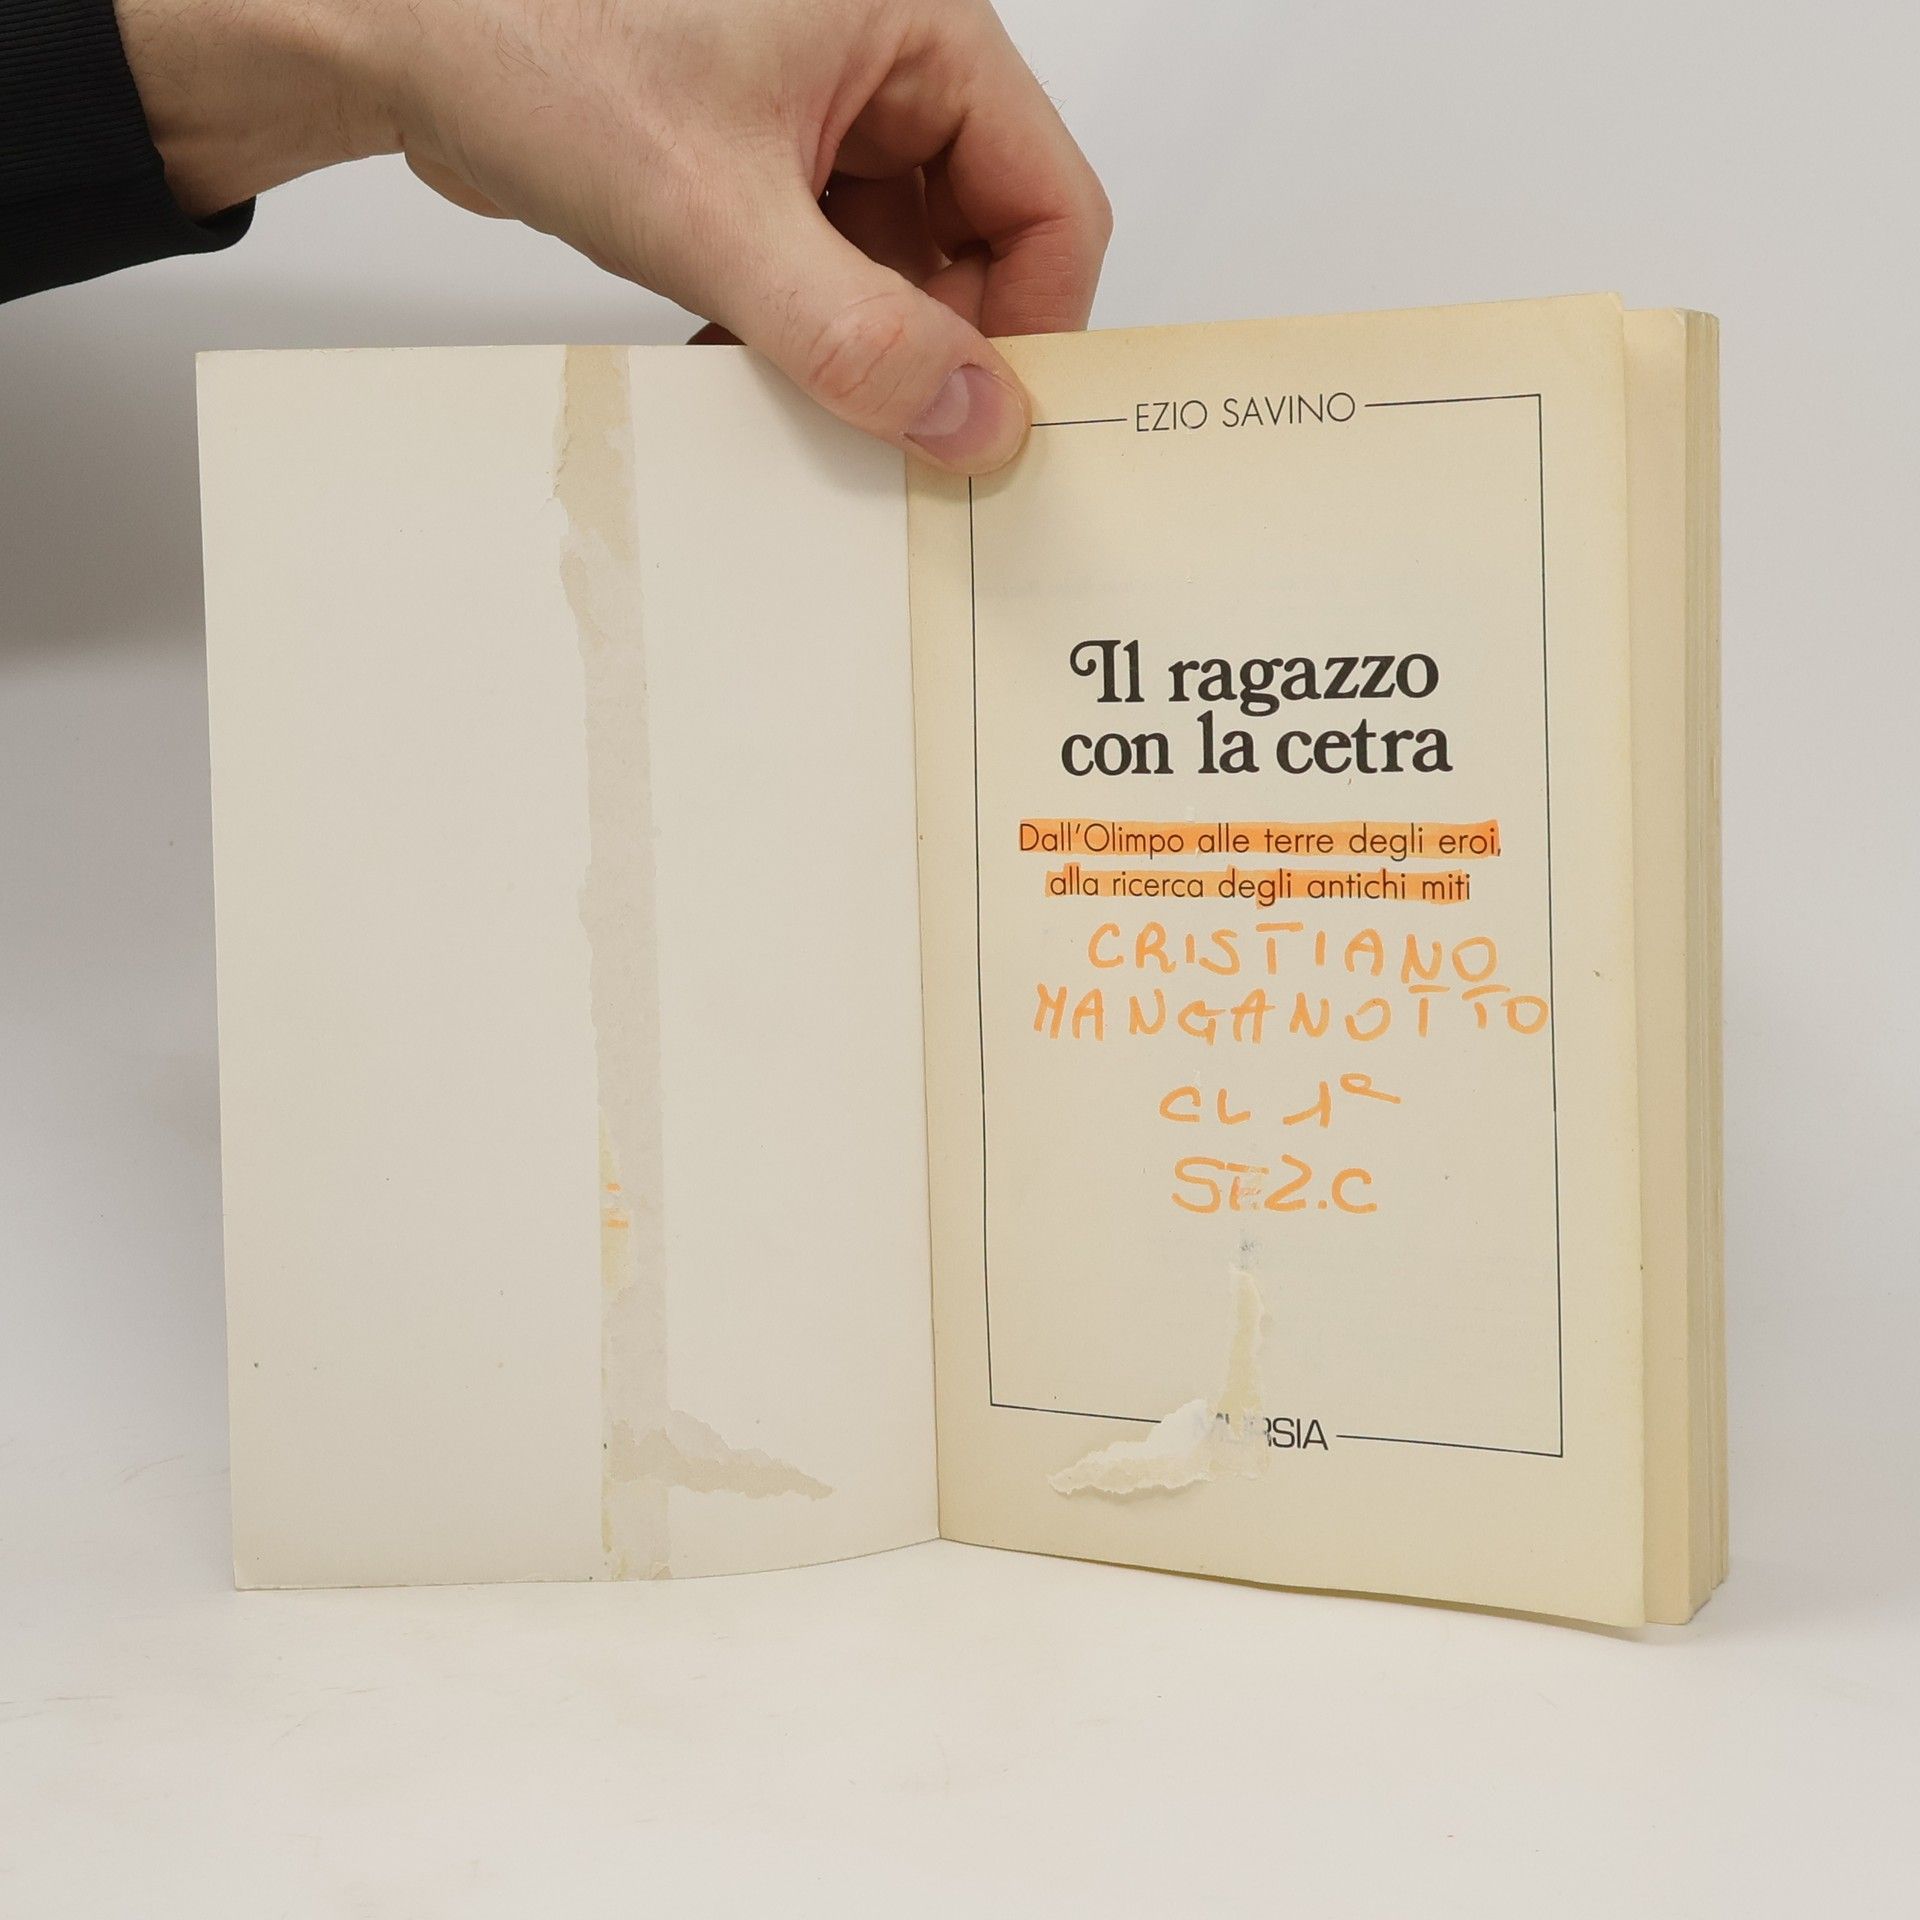 EZIO SAVINO
Il ragazzo
con la cetra
Dall'Olimpo alle terre degli eroi,
alla ricerca degli antichi miti
CRISTIANO
MANGANOTTO
CL 1ª
SEZ.C
MURSIA